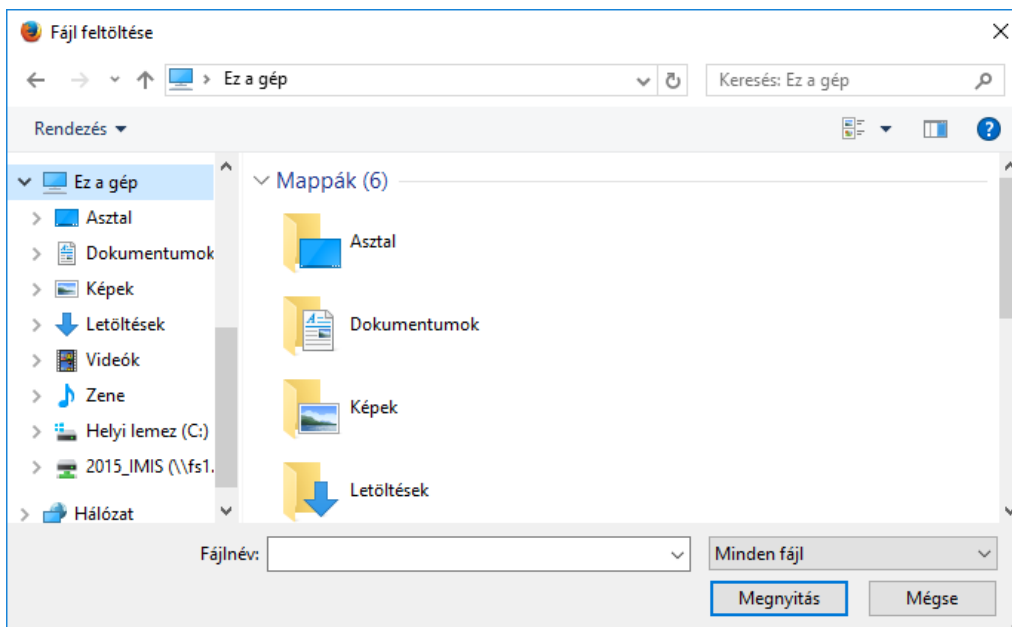 Fájl feltöltése
Ez a gép
Keresés: Ez a gép
Rendezés
Ez a gép
Asztal
Dokumentumok
Képek
Letöltések
Videók
Zene
Helyi lemez (C:)
2015_IMIS (\\fs1.
Hálózat
Mappák (6)
Asztal
Dokumentumok
Képek
Letöltések
Fájlnév:
Minden fájl
Megnyitás
Mégse